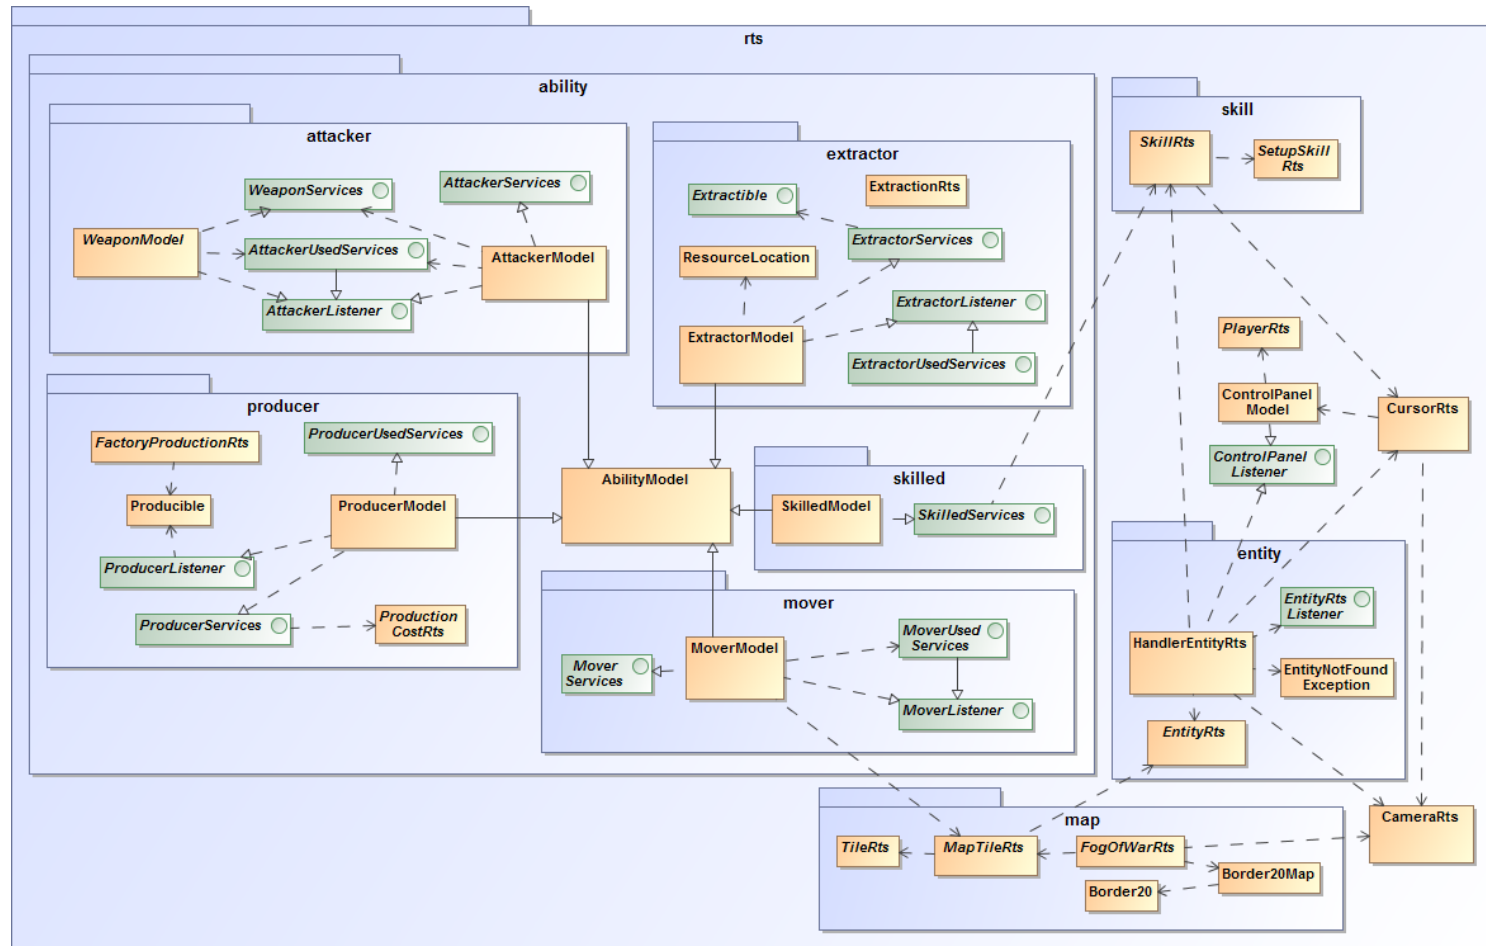 rts
ability
attacker
WeaponServices
AttackerServices
WeaponModel
AttackerUsedServices
AttackerModel
AttackerListener
extractor
Extractible
ExtractionRts
ExtractorServices
ResourceLocation
ExtractorListener
ExtractorModel
ExtractorUsedServices
producer
FactoryProductionRts
ProducerUsedServices
Producible
ProducerModel
ProducerListener
ProducerServices
Production
CostRts
AbilityModel
skilled
SkilledModel
SkilledServices
mover
Mover
Services
MoverModel
MoverUsed
Services
MoverListener
skill
SkillRts
SetupSkill
Rts
PlayerRts
ControlPanel
Model
CursorRts
ControlPanel
Listener
entity
EntityRts
Listener
HandlerEntityRts
EntityNotFound
Exception
EntityRts
map
TileRts
MapTileRts
FogOfWarRts
Border20Map
Border20
CameraRts